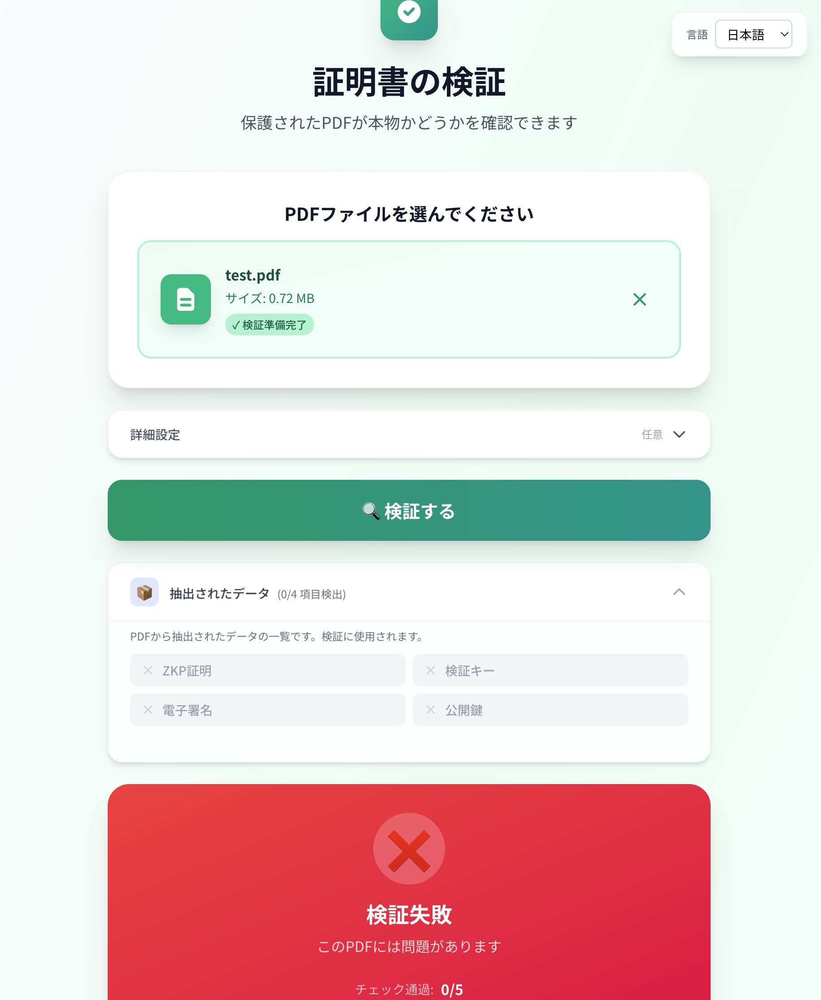 言語 日本語
証明書の検証
保護されたPDFが本物かどうかを確認できます
PDFファイルを選んでください
test.pdf
サイズ: 0.72 MB
✓ 検証準備完了
詳細設定 任意
🔍 検証する
📦 抽出されたデータ (0/4 項目検出)
PDFから抽出されたデータの一覧です。検証に使用されます。
ZKP証明 検証キー
電子署名 公開鍵
検証失敗
このPDFには問題があります
チェック通過: 0/5